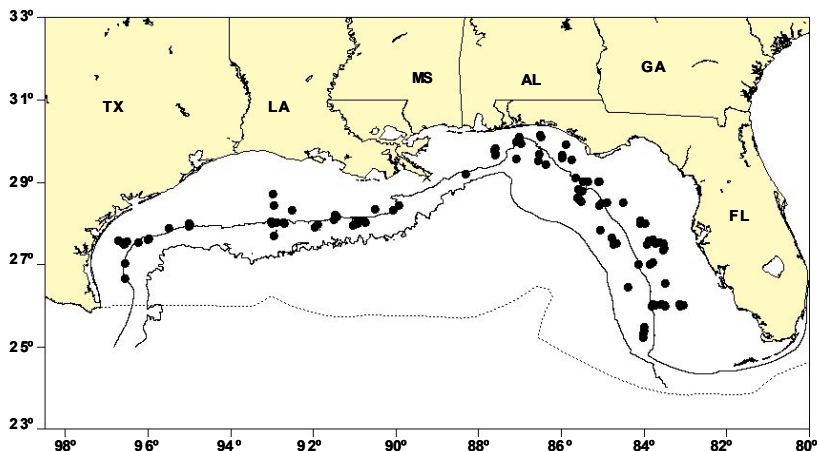 33º
31º
29º
27º
25º
23º
TX
LA
MS
AL
GA
FL
98º 96º 94º 92º 90º 88º 86º 84º 82º 80º